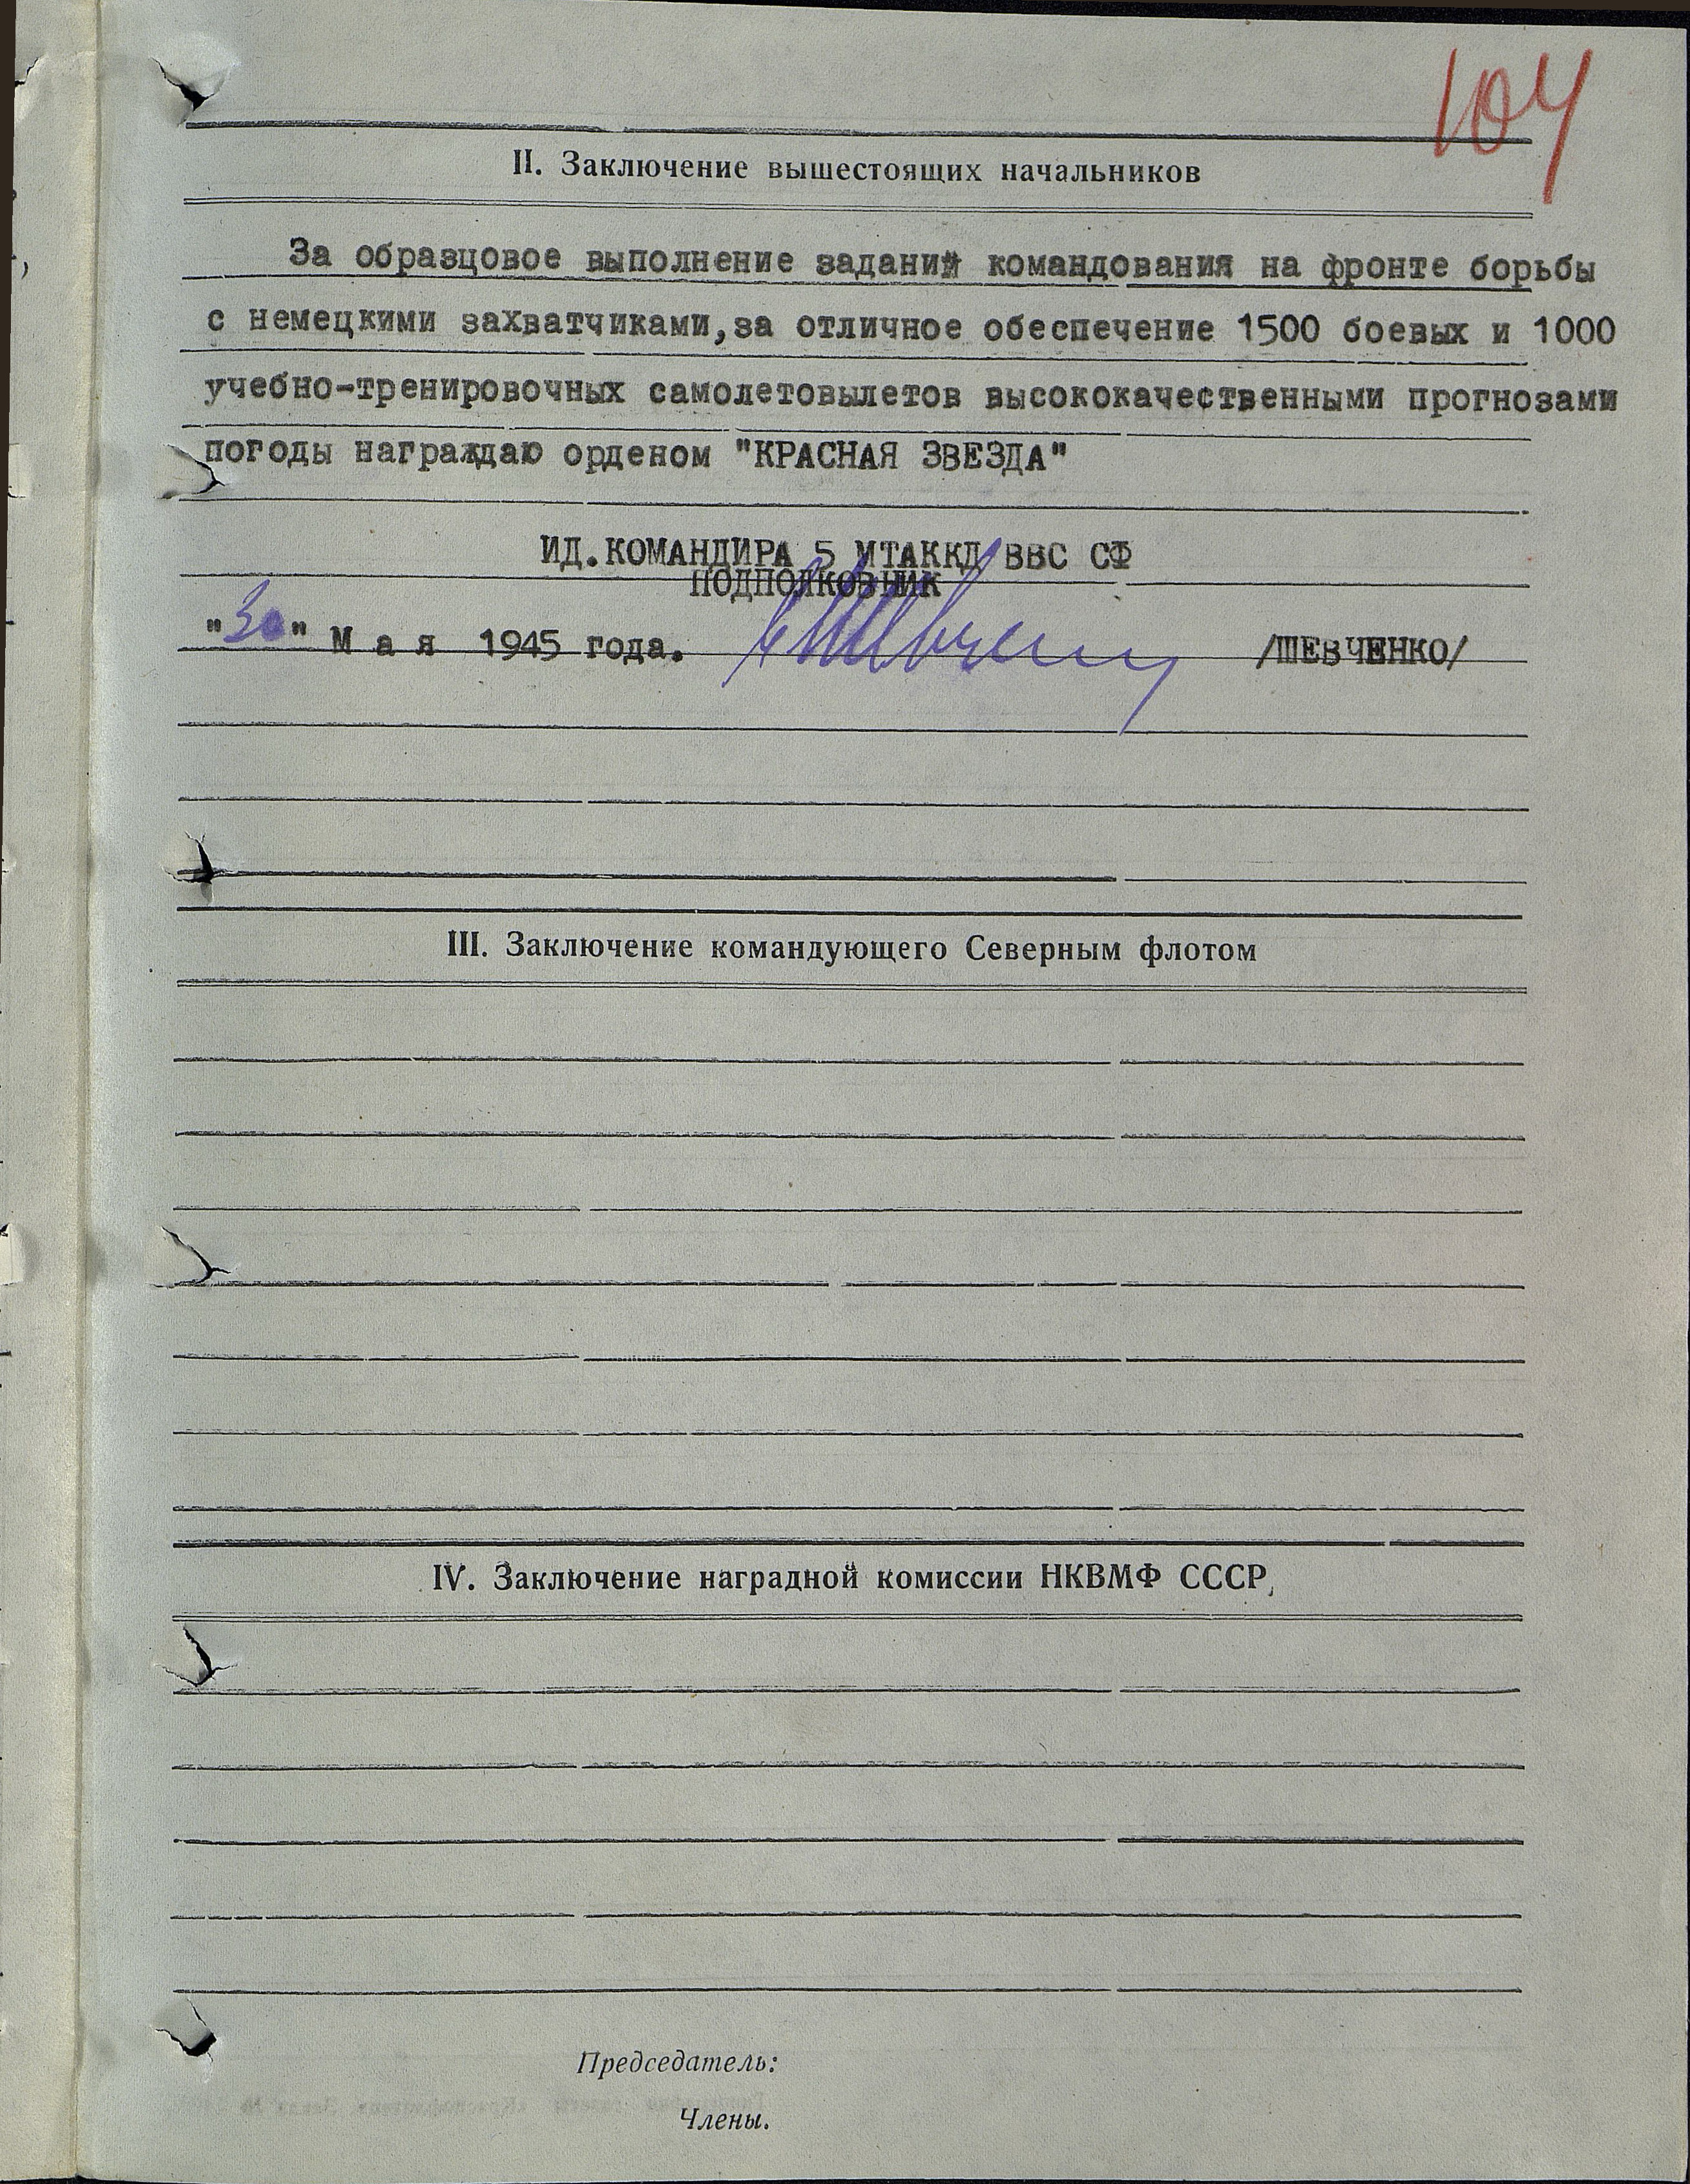 104
II. Заключение вышестоящих начальников
За образцовое выполнение заданий командования на фронте борьбы
с немецкими захватчиками,за отличное обеспечение 1500 боевых и 1000
учебно-тренировочных самолетовылетов высококачественными прогнозами
погоды награждаю орденом "КРАСНАЯ ЗВЕЗДА"
ИД.КОМАНДИРА 5 МТАККД ВВС СФ
ПОДПОЛКОВНИК
"30" М а я 1945 года. /ШЕВЧЕНКО/
III. Заключение командующего Северным флотом
IV. Заключение наградной комиссии НКВМФ СССР
Председатель:
Члены.